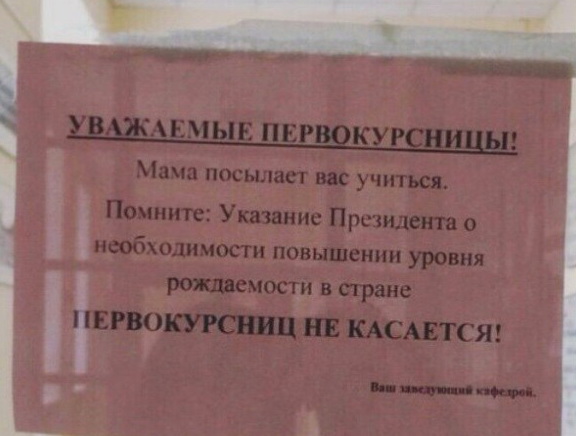 УВАЖАЕМЫЕ ПЕРВОКУРСНИЦЫ!
Мама посылает вас учиться.
Помните: Указание Президента о
необходимости повышении уровня
рождаемости в стране
ПЕРВОКУРСНИЦ НЕ КАСАЕТСЯ!
Ваш заведующий кафедрой.